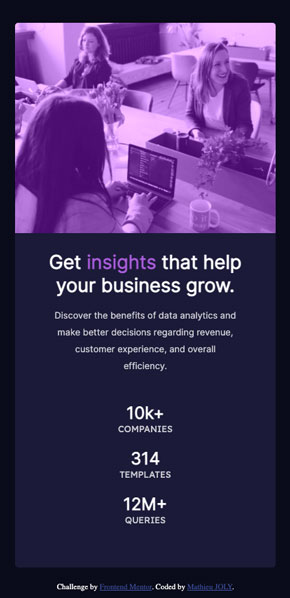 Get insights that help
your business grow.
Discover the benefits of data analytics and
make better decisions regarding revenue,
customer experience, and overall
efficiency.
10k+
COMPANIES
314
TEMPLATES
12M+
QUERIES
Challenge by Frontend Mentor. Coded by Mathieu JOLY.